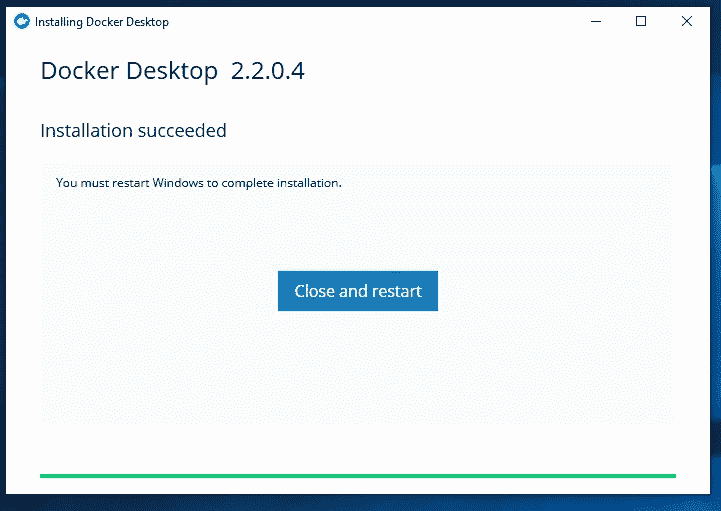 Installing Docker Desktop
Docker Desktop 2.2.0.4
Installation succeeded
You must restart Windows to complete installation.
Close and restart